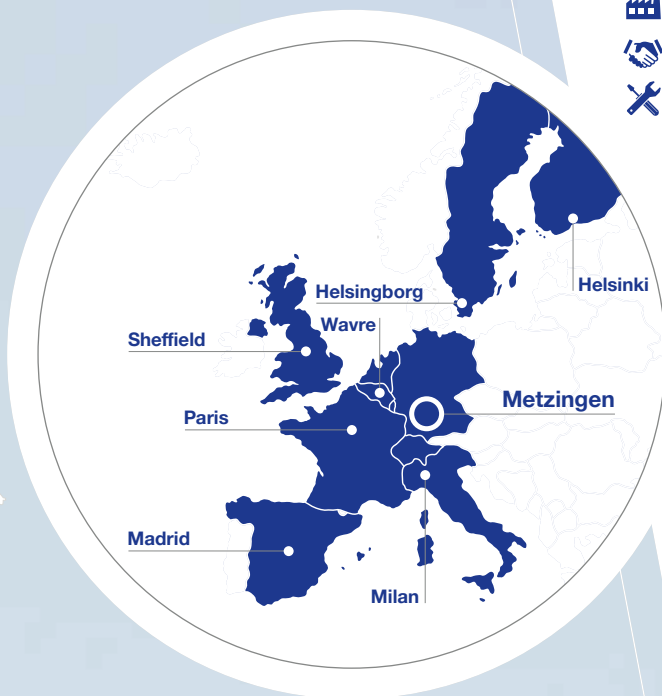 Helsinki
Helsingborg
Wavre
Sheffield
Metzingen
Paris
Madrid
Milan